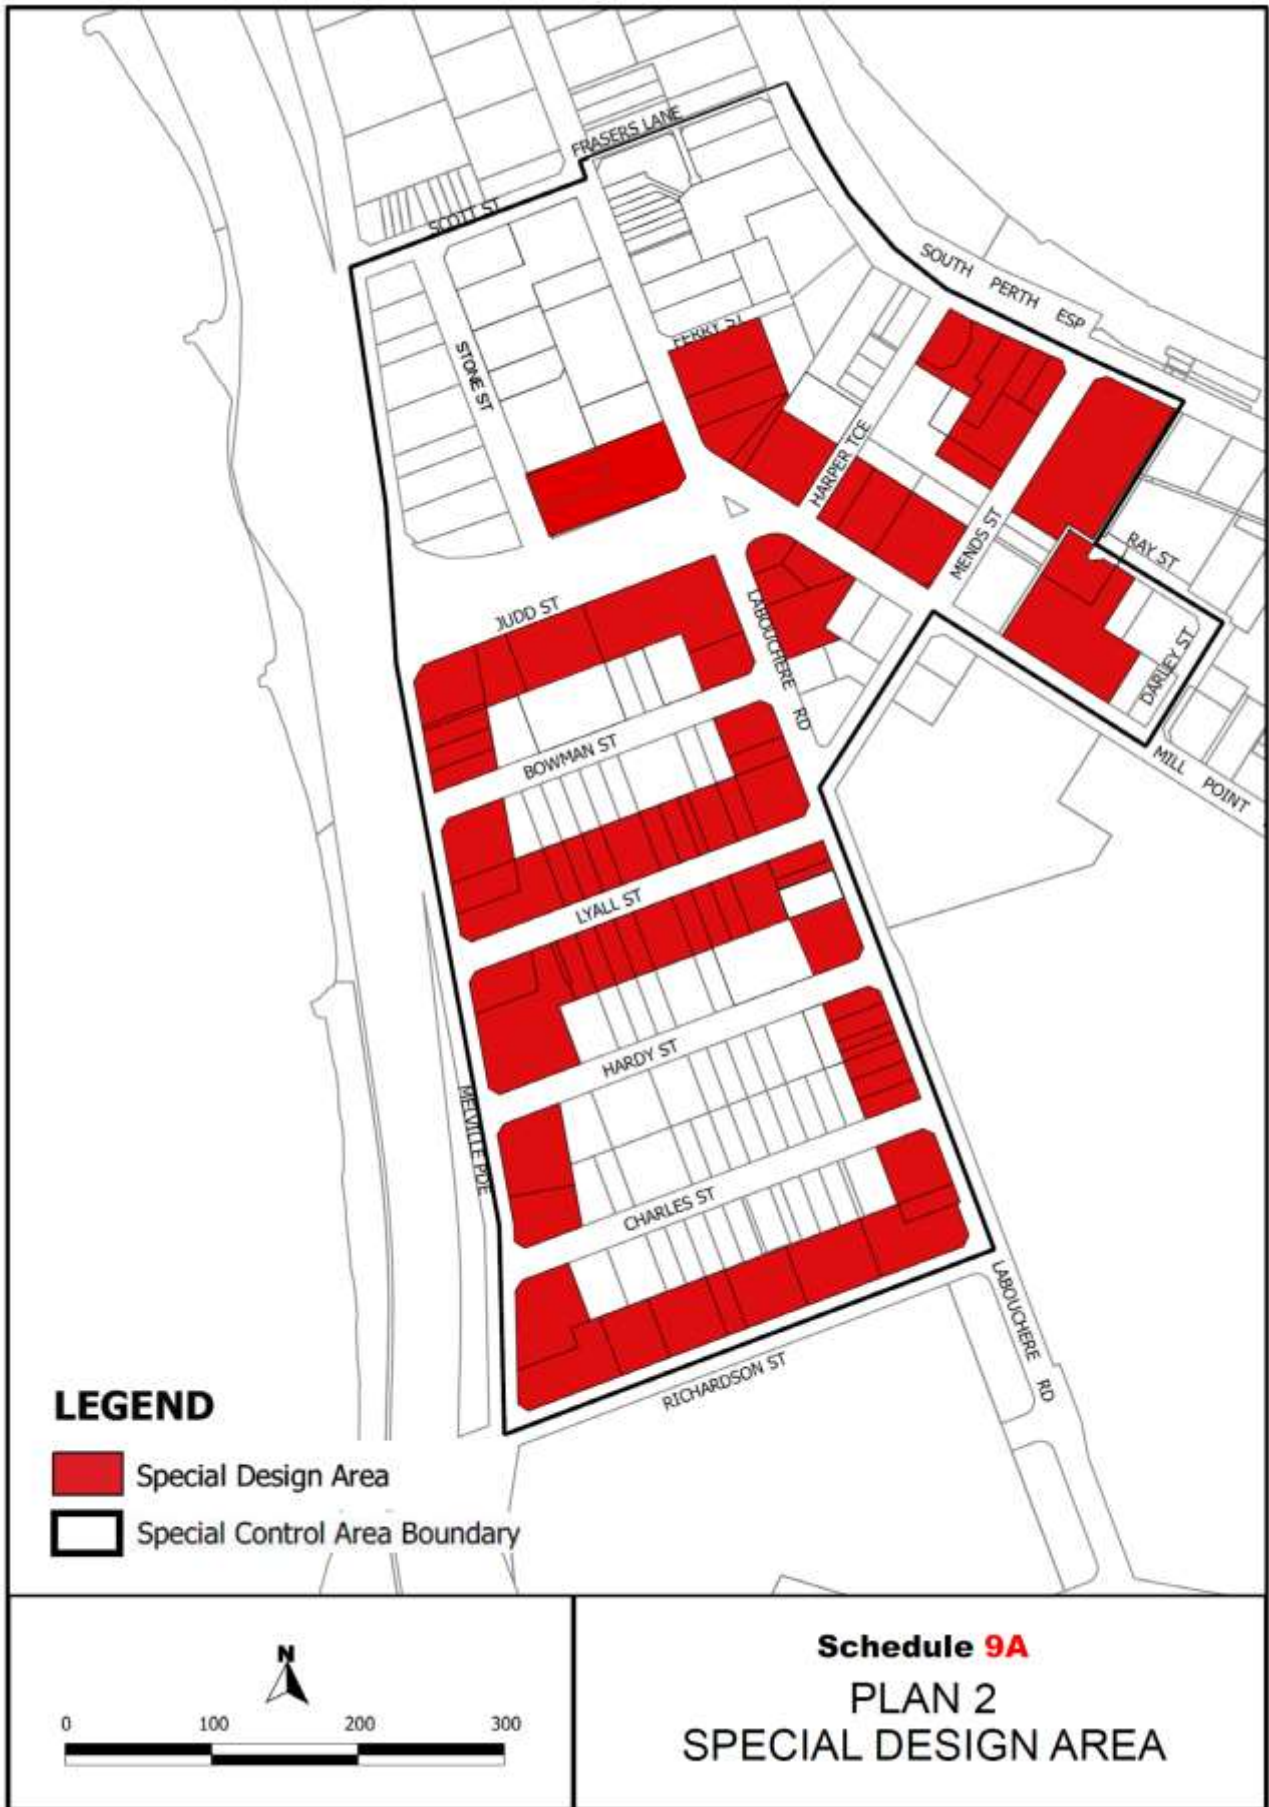 FRASERS LANE
SCOTT ST
SOUTH PERTH ESP
STONE ST
FERRY ST
HARPER TCE
MENDS ST
RAY ST
JUDD ST
LABOUCHERE RD
DARLEY ST
BOWMAN ST
MILL POINT
LYALL ST
HARDY ST
MELVILLE PDE
CHARLES ST
LABOUCHERE RD
RICHARDSON ST
LEGEND
Special Design Area
Special Control Area Boundary
N
0 100 200 300
Schedule 9A
PLAN 2
SPECIAL DESIGN AREA